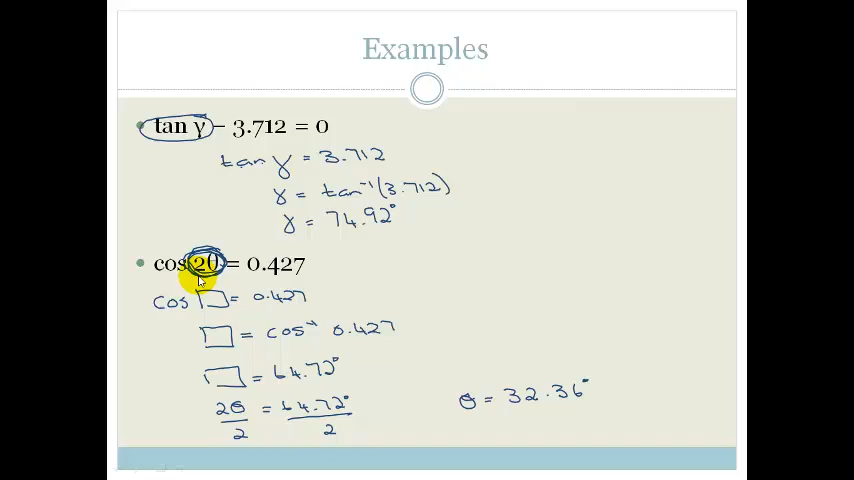 Examples
• tan γ − 3.712 = 0
tan γ = 3.712
γ = tan⁻¹(3.712)
γ = 74.92°
• cos 2θ = 0.427
cos □ = 0.427
□ = cos⁻¹ 0.427
□ = 64.72°
2θ/2 = 64.72°/2
θ = 32.36°